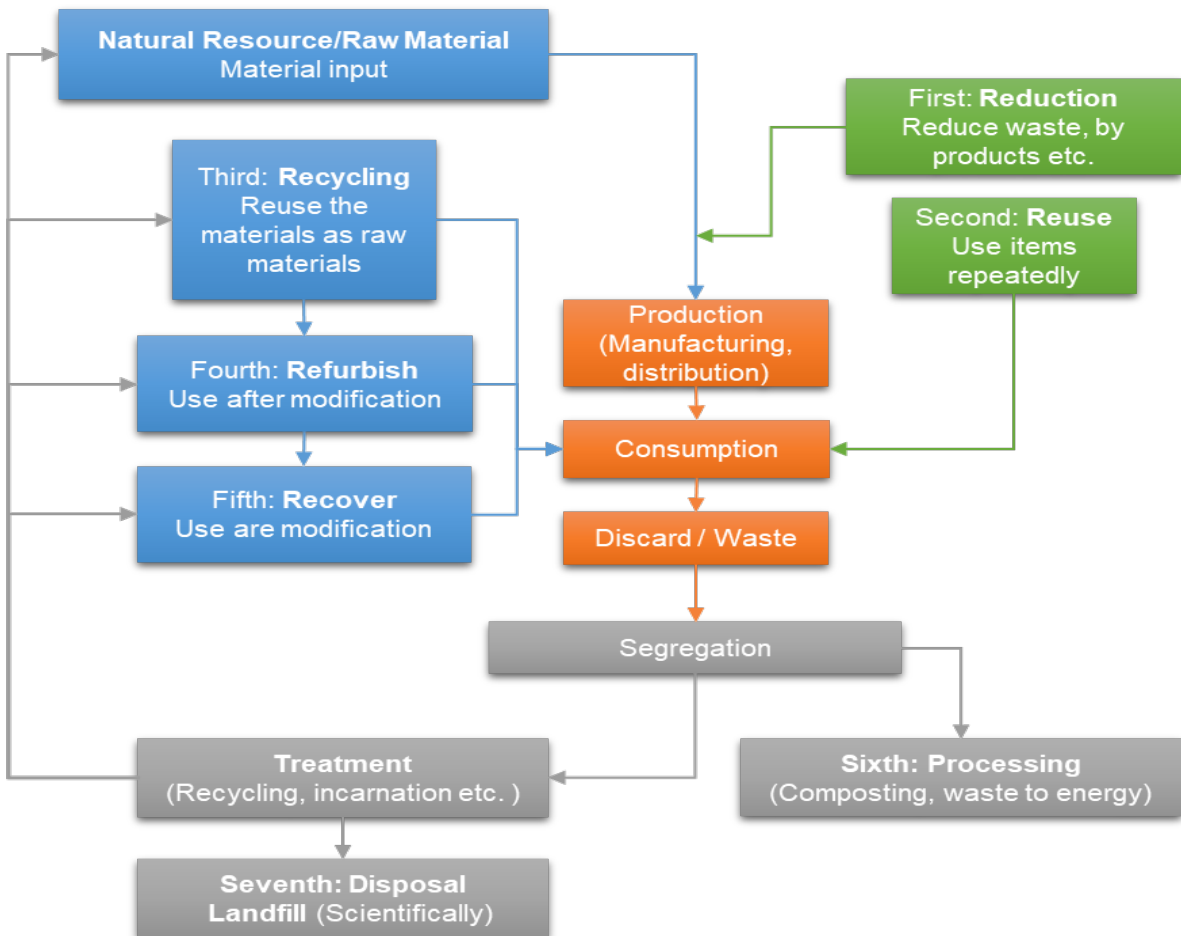 Natural Resource/Raw Material
Material input
First: Reduction
Reduce waste, by
products etc.
Third: Recycling
Reuse the
materials as raw
materials
Second: Reuse
Use items
repeatedly
Production
(Manufacturing,
distribution)
Fourth: Refurbish
Use after modification
Consumption
Fifth: Recover
Use are modification
Discard / Waste
Segregation
Treatment
(Recycling, incarnation etc. )
Sixth: Processing
(Composting, waste to energy)
Seventh: Disposal
Landfill (Scientifically)